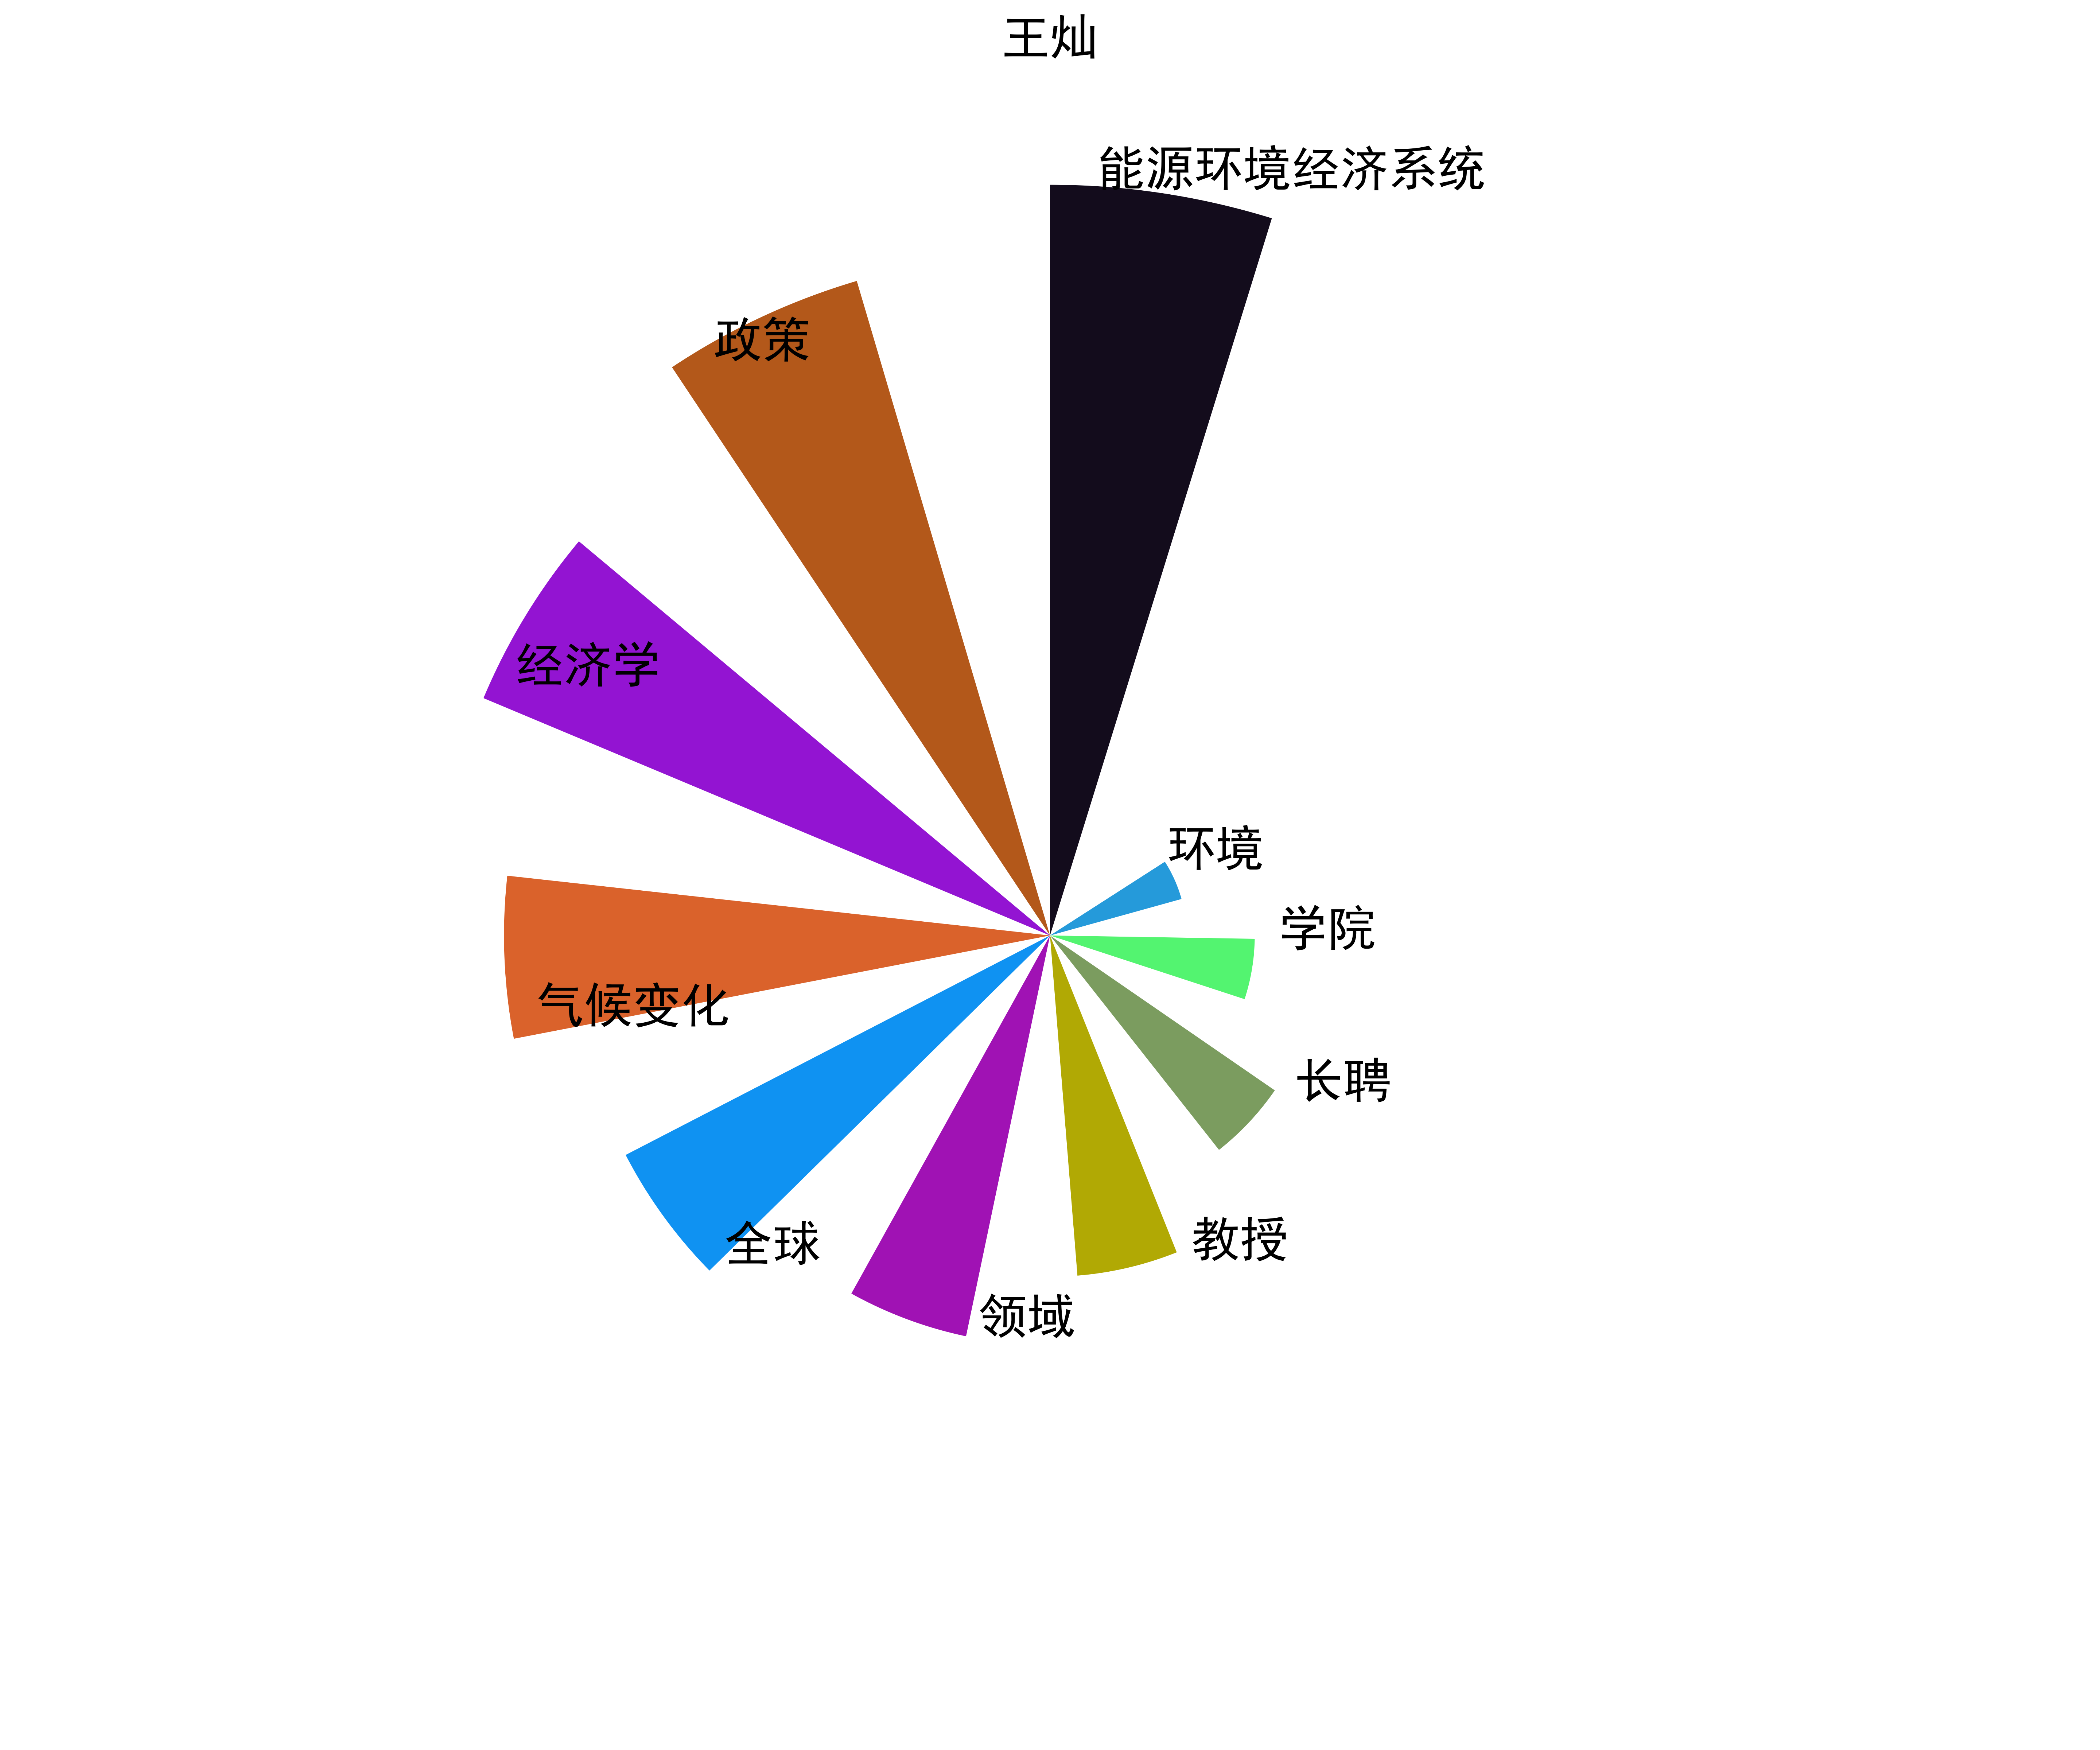 王灿
能源环境经济系统
政策
经济学
环境
学院
气候变化
长聘
教授
全球
领域